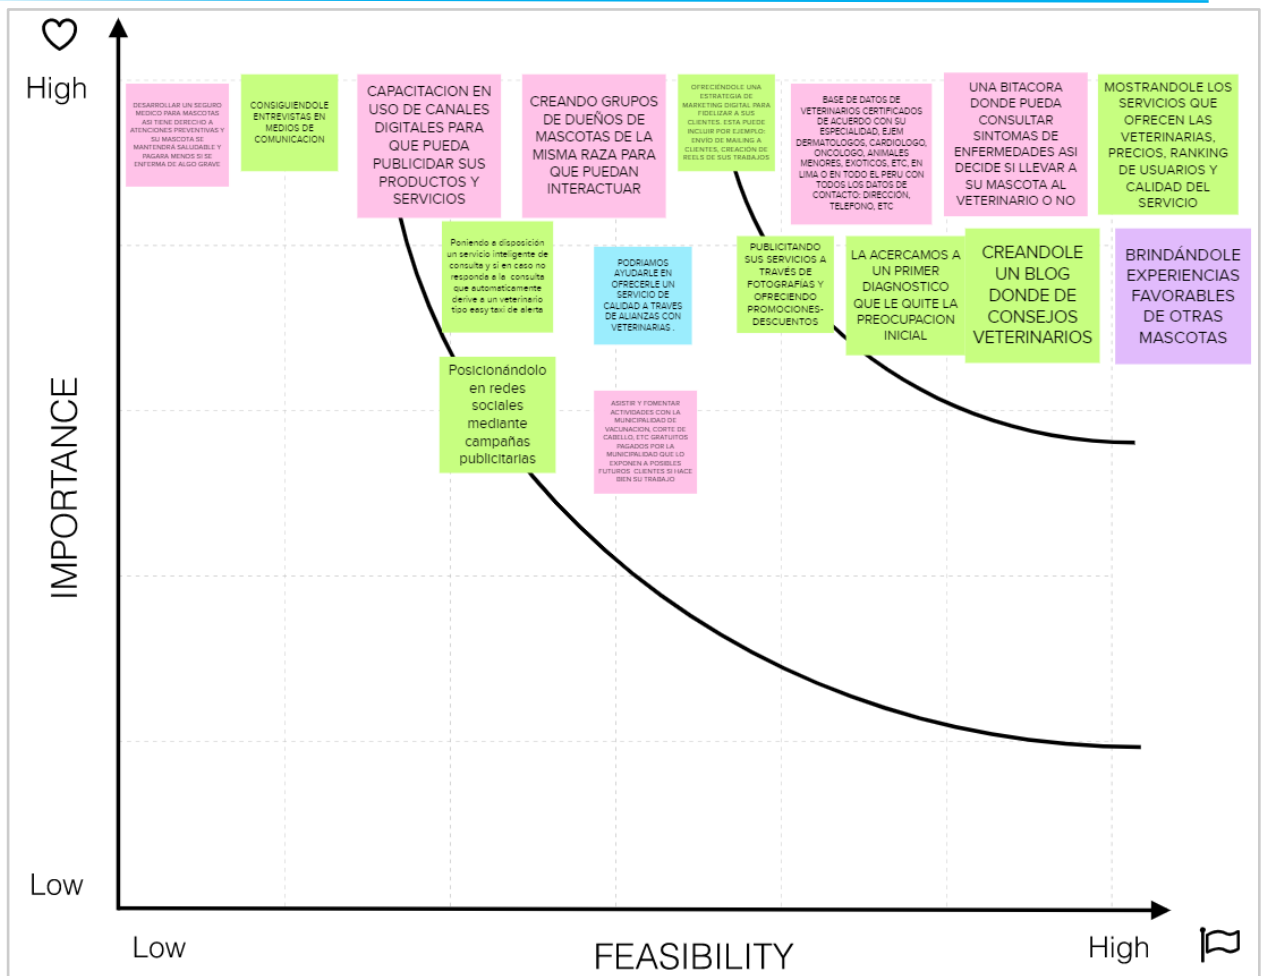 High
DESARROLLAR UN SEGURO
MEDICO PARA MASCOTAS
ASI TIENE DERECHO A
ATENCIONES PREVENTIVAS Y
SU MASCOTA SE
MANTENDRÁ SALUDABLE Y
PAGARA MENOS SI SE
ENFERMA DE ALGO GRAVE
CONSIGUIENDOLE
ENTREVISTAS EN
MEDIOS DE
COMUNICACION
CAPACITACION EN
USO DE CANALES
DIGITALES PARA
QUE PUEDA
PUBLICIDAR SUS
PRODUCTOS Y
SERVICIOS
CREANDO GRUPOS
DE DUEÑOS DE
MASCOTAS DE LA
MISMA RAZA PARA
QUE PUEDAN
INTERACTUAR
OFRECIENDOLE UNA
ESTRATEGIA DE
MARKETING DIGITAL PARA
FIDELIZAR A SUS
CLIENTES. ESTA PUEDE
INCLUIR POR EJEMPLO:
ENVÍO DE MAILING A
CLIENTES, CREACIÓN DE
REELS DE SUS TRABAJOS
BASE DE DATOS DE
VETERINARIOS CERTIFICADOS
DE ACUERDO CON SU
ESPECIALIDAD, EJEM
DERMATOLOGOS, CARDIOLOGO,
ONCOLOGO, ANIMALES
MENORES, EXOTICOS, ETC, EN
LIMA O EN TODO EL PERU CON
TODOS LOS DATOS DE
CONTACTO: DIRECCIÓN,
TELEFONO, ETC
UNA BITACORA
DONDE PUEDA
CONSULTAR
SINTOMAS DE
ENFERMEDADES ASI
DECIDE SI LLEVAR A
SU MASCOTA AL
VETERINARIO O NO
MOSTRANDOLE LOS
SERVICIOS QUE
OFRECEN LAS
VETERINARIAS,
PRECIOS, RANKING
DE USUARIOS Y
CALIDAD DEL
SERVICIO
Poniendo a disposición
un servicio inteligente de
consulta y si en caso no
responda a la consulta
que automaticamente
derive a un veterinario
tipo easy taxi de alerta
PODRIAMOS
AYUDARLE EN
OFRECERLE UN
SERVICIO DE
CALIDAD A TRAVES
DE ALIANZAS CON
VETERINARIAS .
PUBLICITANDO
SUS SERVICIOS A
TRAVÉS DE
FOTOGRAFÍAS Y
OFRECIENDO
PROMOCIONES-
DESCUENTOS
LA ACERCAMOS A
UN PRIMER
DIAGNOSTICO
QUE LE QUITE LA
PREOCUPACION
INICIAL
CREANDOLE
UN BLOG
DONDE DE
CONSEJOS
VETERINARIOS
BRINDÁNDOLE
EXPERIENCIAS
FAVORABLES
DE OTRAS
MASCOTAS
Posicionándolo
en redes
sociales
mediante
campañas
publicitarias
ASISTIR Y FOMENTAR
ACTIVIDADES CON LA
MUNICIPALIDAD DE
VACUNACION, CORTE DE
CABELLO, ETC GRATUITOS
PAGADOS POR LA
MUNICIPALIDAD QUE LO
EXPONEN A POSIBLES
FUTUROS CLIENTES SI HACE
BIEN SU TRABAJO
IMPORTANCE
Low
Low
FEASIBILITY
High